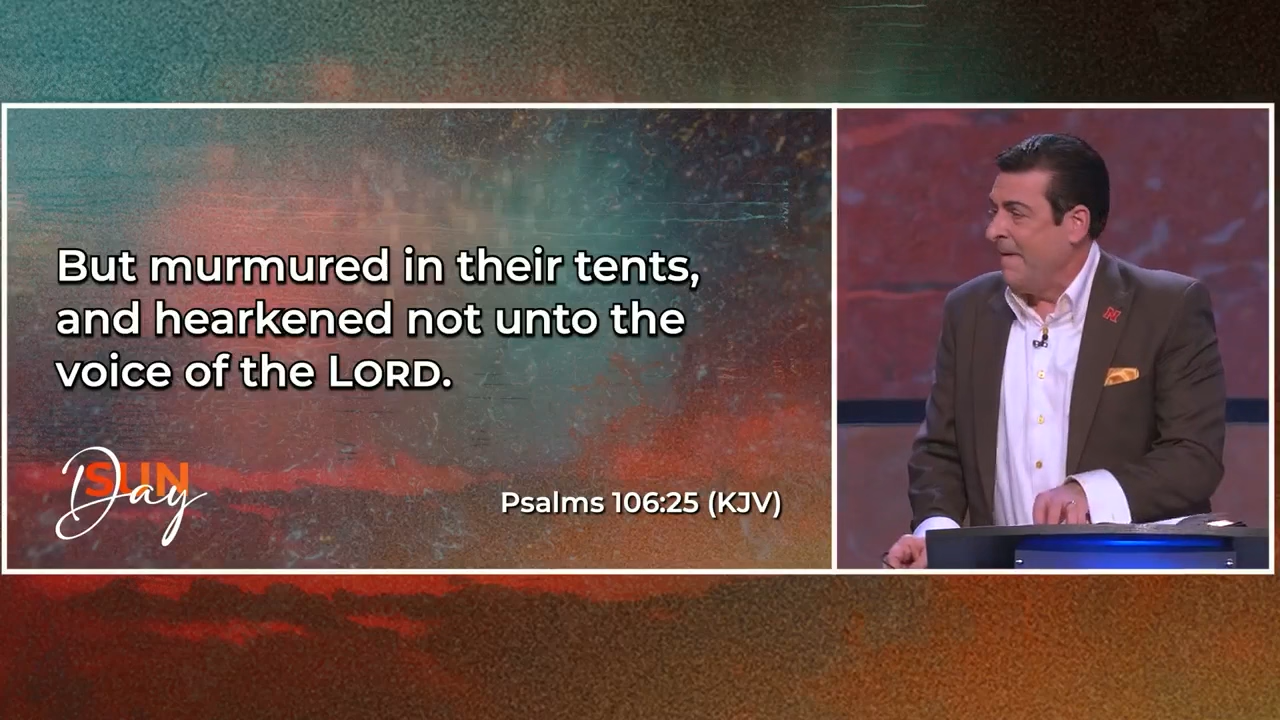 But murmured in their tents,
and hearkened not unto the
voice of the LORD.
SUN
Day
Psalms 106:25 (KJV)
N